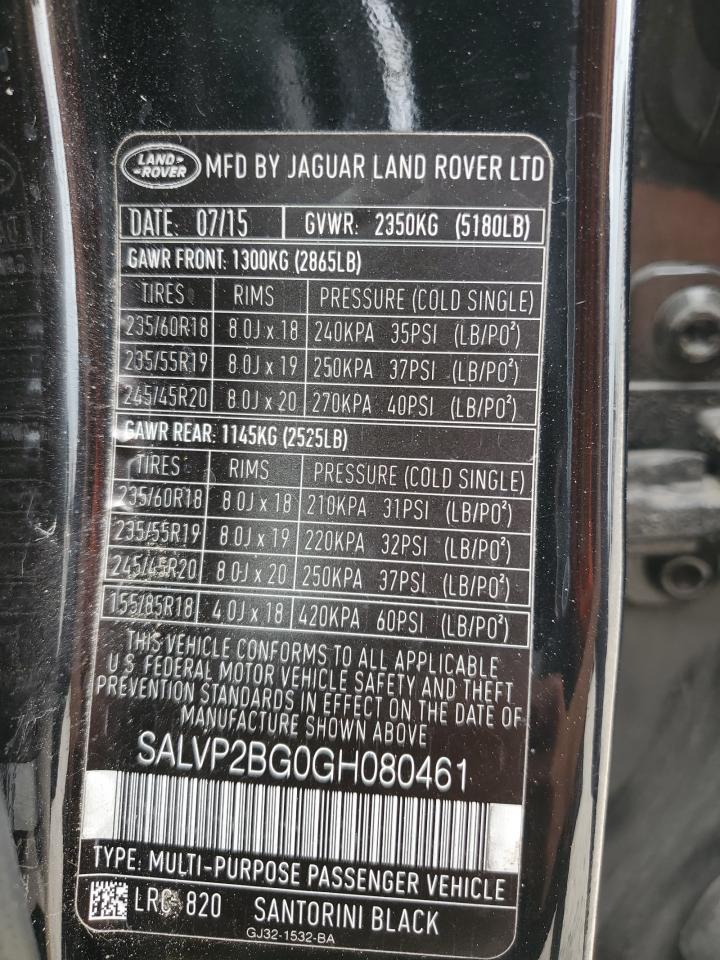 LAND ROVER MFD BY JAGUAR LAND ROVER LTD
DATE: 07/15 GVWR: 2350KG (5180LB)
GAWR FRONT: 1300KG (2865LB)
TIRES RIMS PRESSURE (COLD SINGLE)
235/60R18 8.0J x 18 240KPA 35PSI (LB/PO²)
235/55R19 8.0J x 19 250KPA 37PSI (LB/PO²)
245/45R20 8.0J x 20 270KPA 40PSI (LB/PO²)
GAWR REAR: 1145KG (2525LB)
TIRES RIMS PRESSURE (COLD SINGLE)
235/60R18 8.0J x 18 210KPA 31PSI (LB/PO²)
235/55R19 8.0J x 19 220KPA 32PSI (LB/PO²)
245/45R20 8.0J x 20 250KPA 37PSI (LB/PO²)
155/85R18 4.0J x 18 420KPA 60PSI (LB/PO²)
THIS VEHICLE CONFORMS TO ALL APPLICABLE
U.S. FEDERAL MOTOR VEHICLE SAFETY AND THEFT
PREVENTION STANDARDS IN EFFECT ON THE DATE OF
MANUFACTURE SHOWN ABOVE
SALVP2BG0GH080461
TYPE: MULTI-PURPOSE PASSENGER VEHICLE
LRC 820 SANTORINI BLACK
GJ32-1532-BA